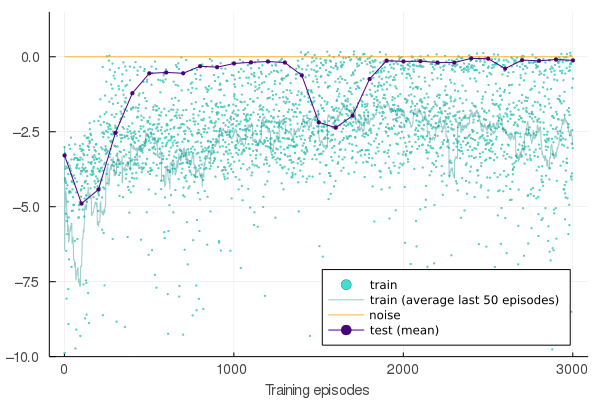 0.0
−2.5
−5.0
−7.5
−10.0
0 1000 2000 3000
Training episodes
train
train (average last 50 episodes)
noise
test (mean)